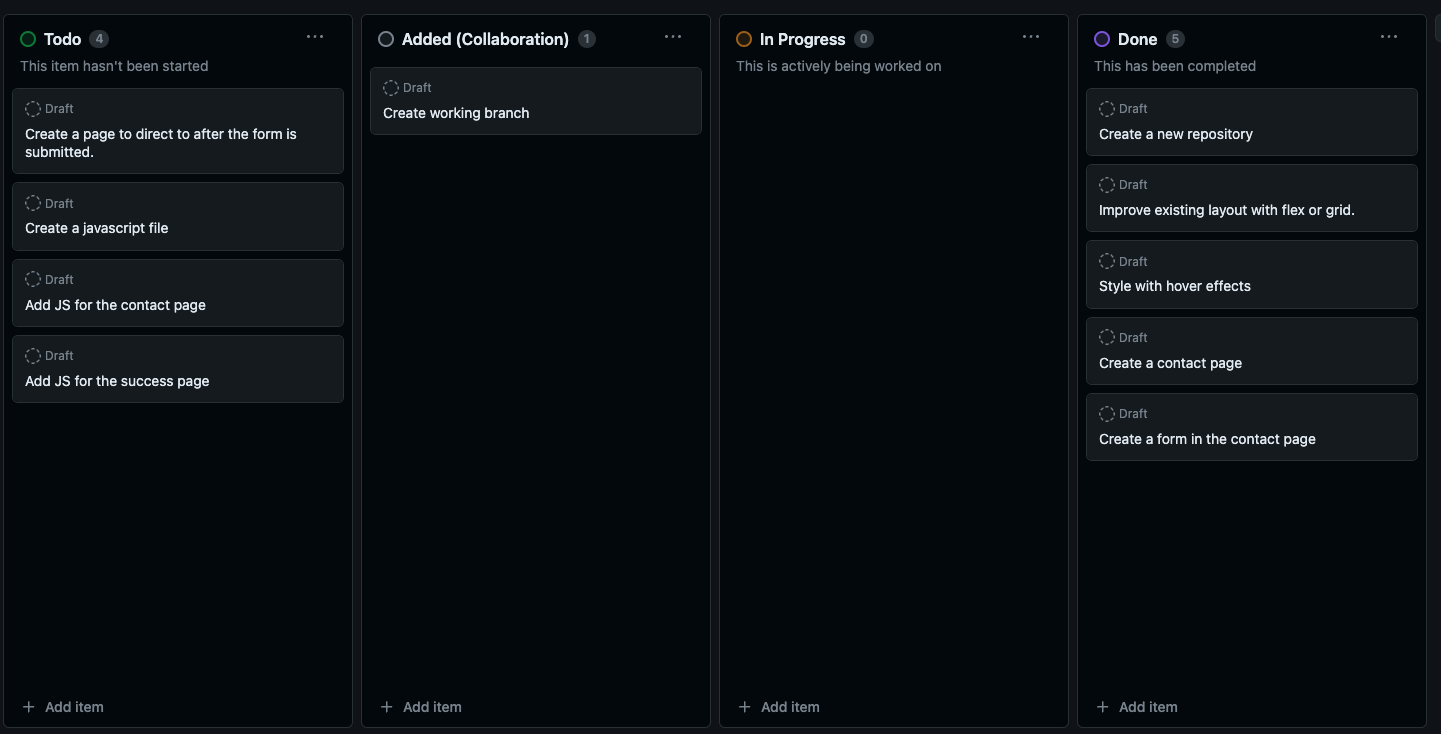 Todo 4
This item hasn't been started
Draft
Create a page to direct to after the form is
submitted.
Draft
Create a javascript file
Draft
Add JS for the contact page
Draft
Add JS for the success page
+ Add item
Added (Collaboration) 1
Draft
Create working branch
+ Add item
In Progress 0
This is actively being worked on
+ Add item
Done 5
This has been completed
Draft
Create a new repository
Draft
Improve existing layout with flex or grid.
Draft
Style with hover effects
Draft
Create a contact page
Draft
Create a form in the contact page
+ Add item